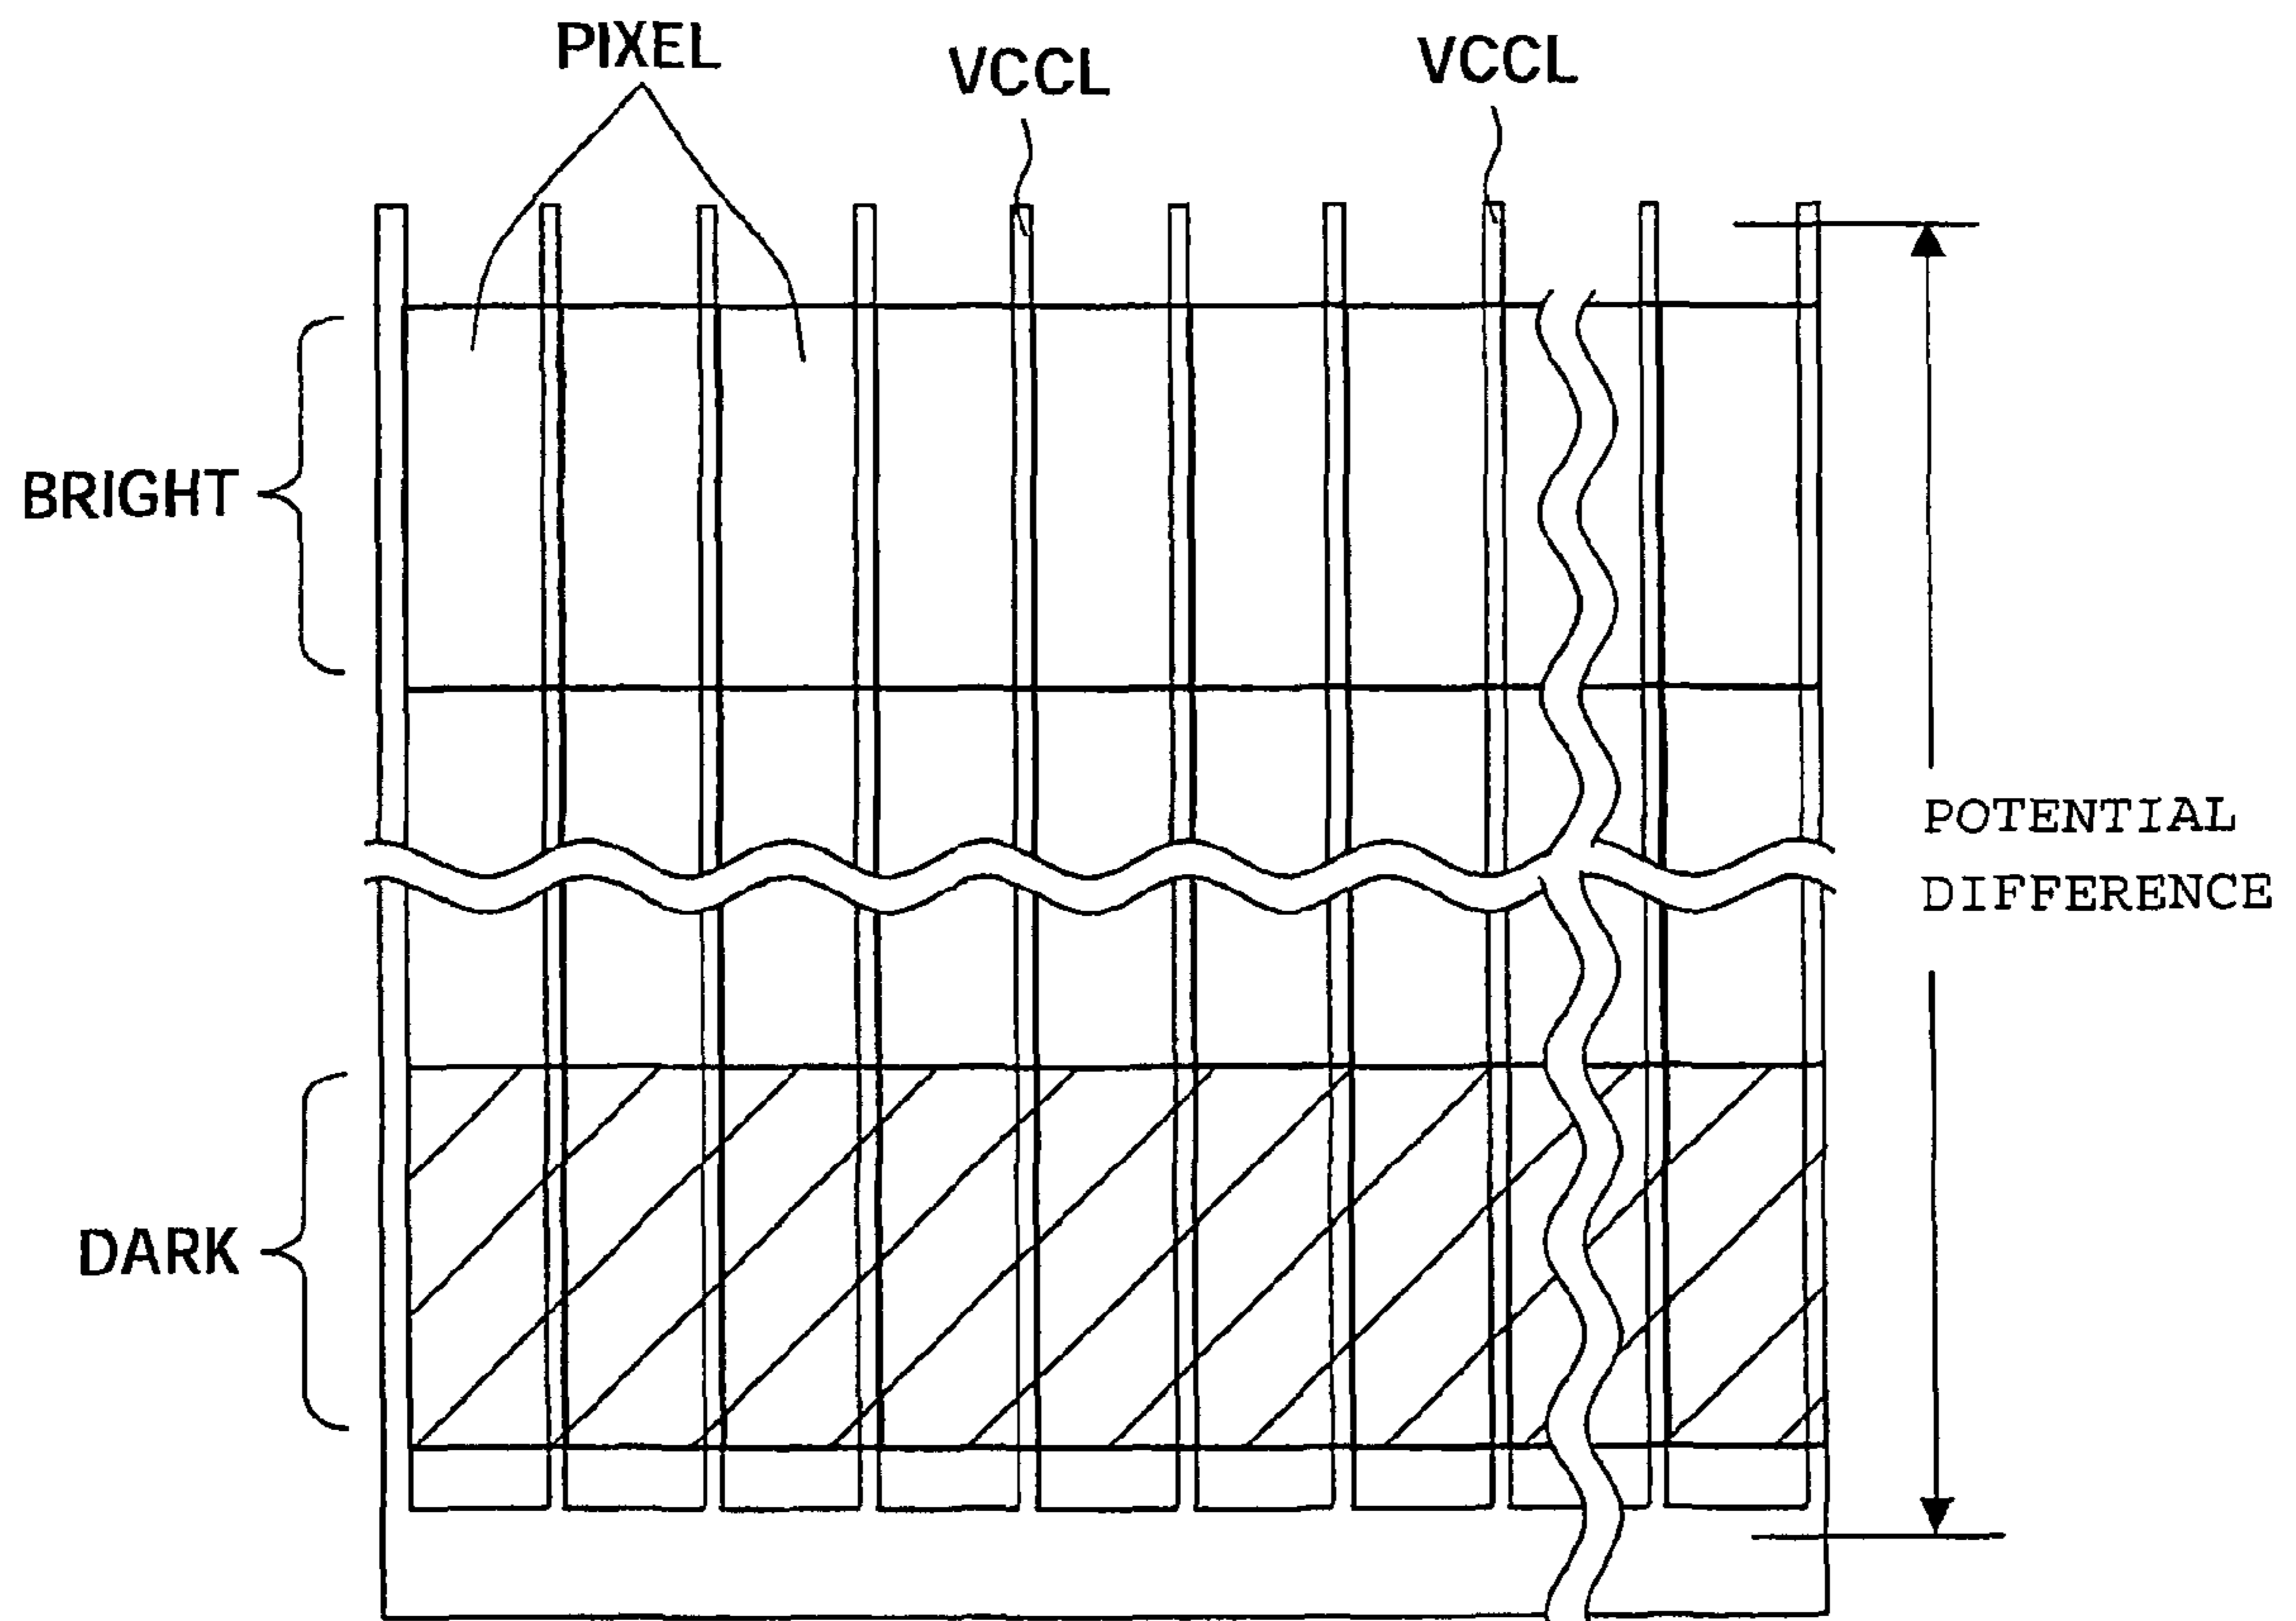 PIXEL
VCCL
VCCL
BRIGHT
POTENTIAL
DIFFERENCE
DARK